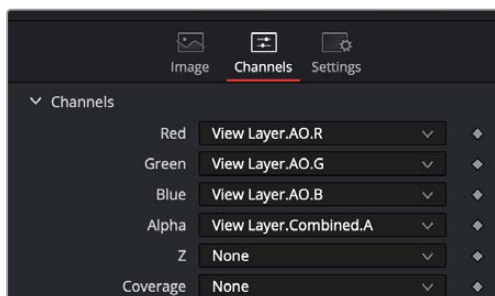 Image Channels Settings
Channels
Red View Layer.AO.R
Green View Layer.AO.G
Blue View Layer.AO.B
Alpha View Layer.Combined.A
Z None
Coverage None